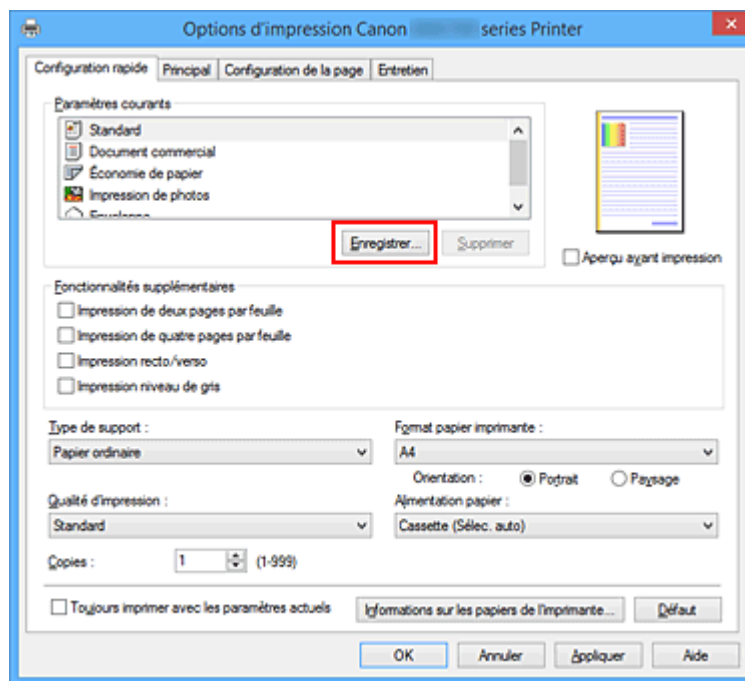 Options d'impression Canon series Printer
Configuration rapide Principal Configuration de la page Entretien
Paramètres courants
Standard
Document commercial
Économie de papier
Impression de photos
Enregistrer... Supprimer
Aperçu avant impression
Fonctionnalités supplémentaires
Impression de deux pages par feuille
Impression de quatre pages par feuille
Impression recto/verso
Impression niveau de gris
Type de support : Format papier imprimante :
Papier ordinaire A4
Orientation : Portrait Paysage
Qualité d'impression : Alimentation papier :
Standard Cassette (Sélec. auto)
Copies : 1 (1-999)
Toujours imprimer avec les paramètres actuels Informations sur les papiers de l'imprimante... Défaut
OK Annuler Appliquer Aide